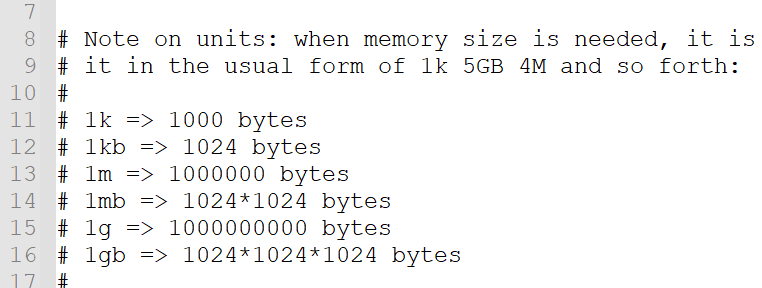 7
8 # Note on units: when memory size is needed, it is
9 # it in the usual form of 1k 5GB 4M and so forth:
10 #
11 # 1k => 1000 bytes
12 # 1kb => 1024 bytes
13 # 1m => 1000000 bytes
14 # 1mb => 1024*1024 bytes
15 # 1g => 1000000000 bytes
16 # 1gb => 1024*1024*1024 bytes
17 #